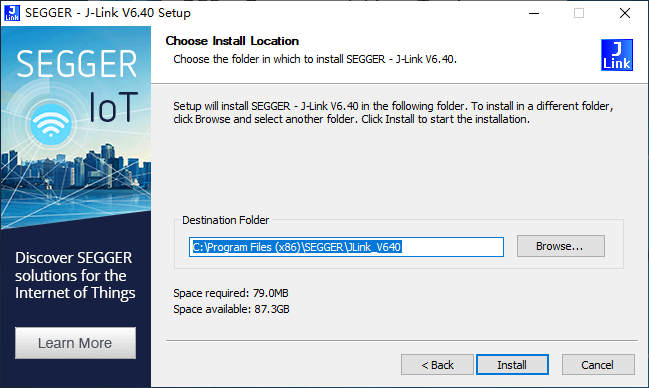 J
Link
SEGGER - J-Link V6.40 Setup
SEGGER
IoT
Discover SEGGER
solutions for the
Internet of Things
Learn More
Choose Install Location
Choose the folder in which to install SEGGER - J-Link V6.40.
J
Link
Setup will install SEGGER - J-Link V6.40 in the following folder. To install in a different folder,
click Browse and select another folder. Click Install to start the installation.
Destination Folder
C:\Program Files (x86)\SEGGER\JLink_V640
Browse...
Space required: 79.0MB
Space available: 87.3GB
< Back
Install
Cancel